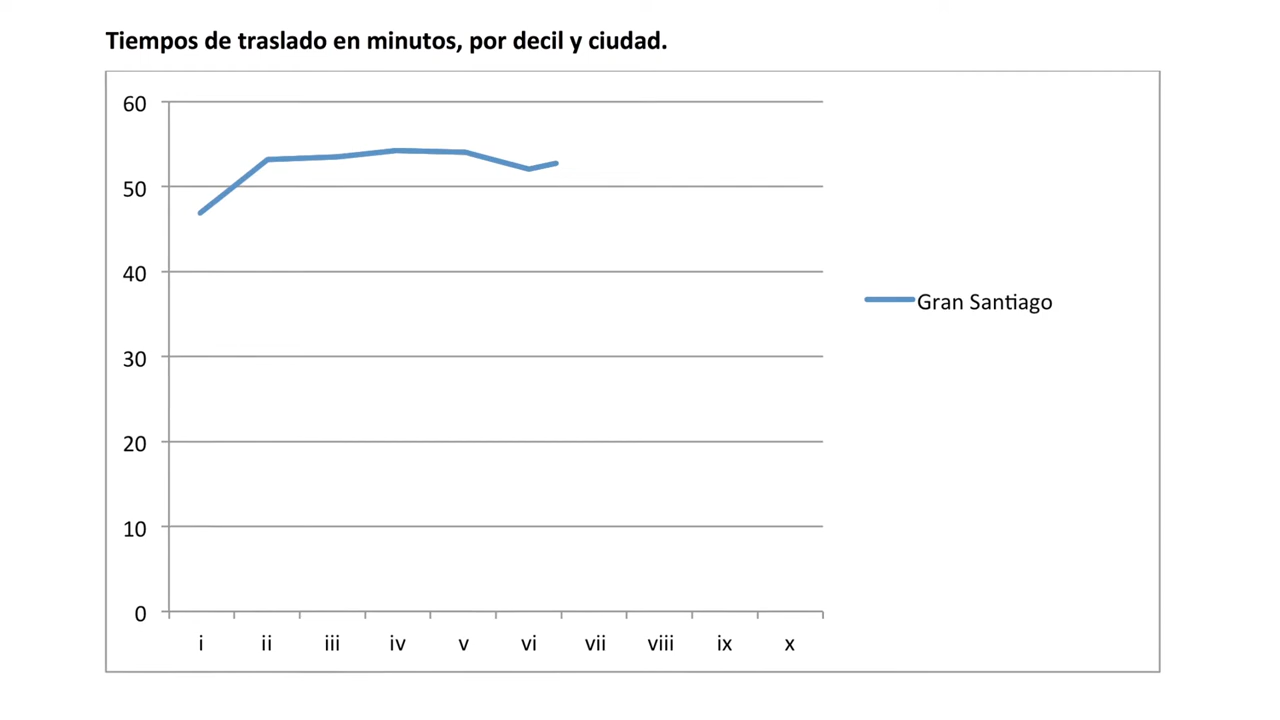 Tiempos de traslado en minutos, por decil y ciudad.
60
50
40
30
20
10
0
i ii iii iv v vi vii viii ix x
Gran Santiago